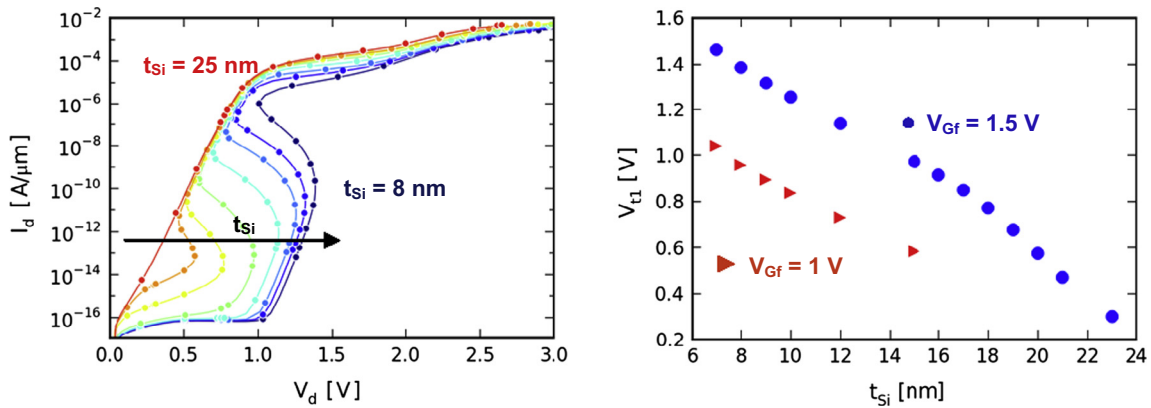 10⁻²
10⁻⁴
10⁻⁶
10⁻⁸
10⁻¹⁰
10⁻¹²
10⁻¹⁴
10⁻¹⁶
I_d [A/μm]
t_Si = 25 nm
t_Si = 8 nm
t_Si
0.0 0.5 1.0 1.5 2.0 2.5 3.0
V_d [V]
1.6
1.4
1.2
1.0
0.8
0.6
0.4
0.2
V_t1 [V]
V_Gf = 1.5 V
V_Gf = 1 V
6 8 10 12 14 16 18 20 22 24
t_Si [nm]